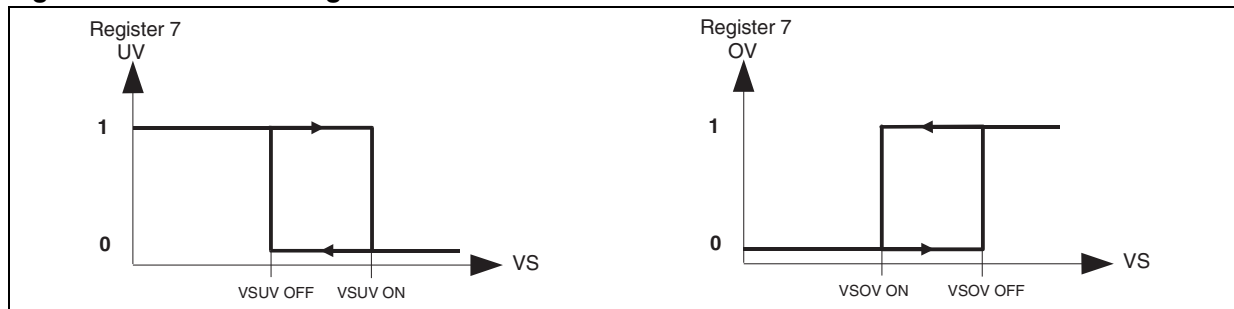 Register 7
UV
1
0
VS
VSUV OFF
VSUV ON
Register 7
OV
1
0
VS
VSOV ON
VSOV OFF